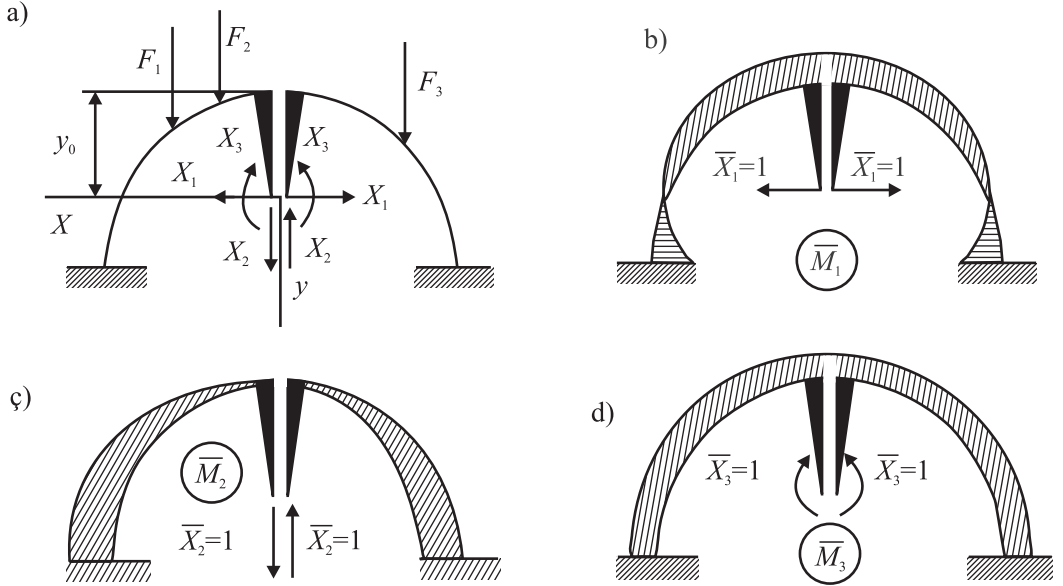 a)
F₁
F₂
F₃
y₀
X₃
X₃
X₁
X₁
X
X₂
X₂
y
b)
X̅₁=1
X̅₁=1
M̅₁
ç)
M̅₂
X̅₂=1
X̅₂=1
d)
X̅₃=1
X̅₃=1
M̅₃